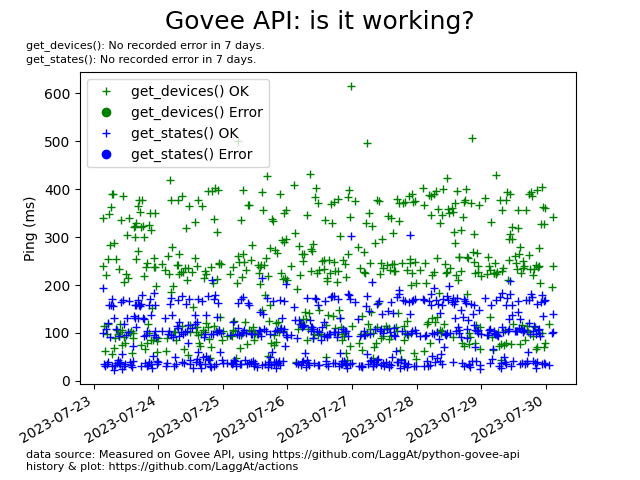 Govee API: is it working?
get_devices(): No recorded error in 7 days.
get_states(): No recorded error in 7 days.
get_devices() OK
get_devices() Error
get_states() OK
get_states() Error
Ping (ms)
600
500
400
300
200
100
0
2023-07-23
2023-07-24
2023-07-25
2023-07-26
2023-07-27
2023-07-28
2023-07-29
2023-07-30
data source: Measured on Govee API, using https://github.com/LaggAt/python-govee-api
history & plot: https://github.com/LaggAt/actions